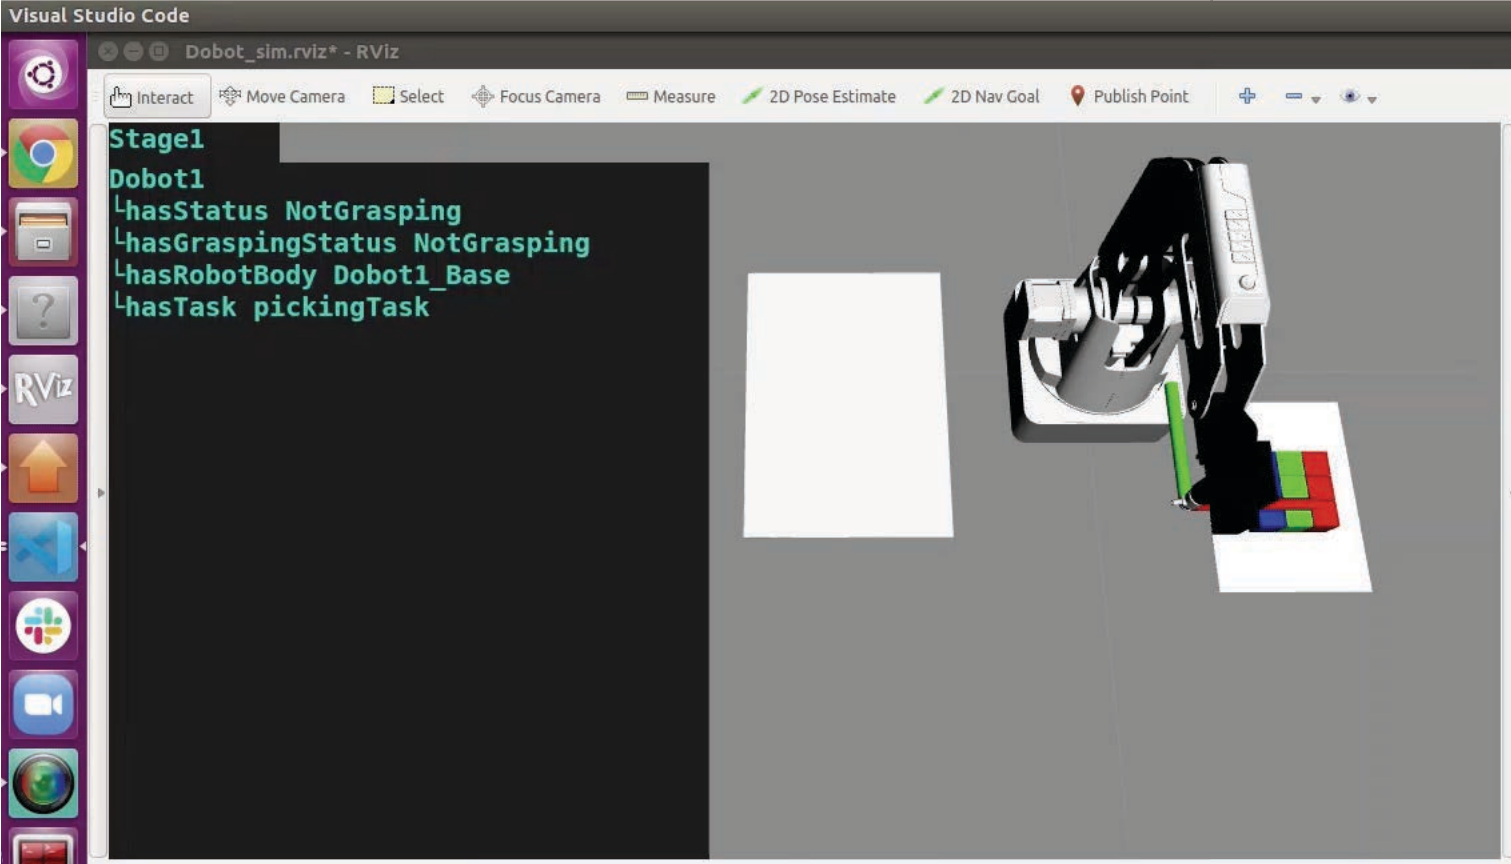 Visual Studio Code
Dobot_sim.rviz* - RViz
Interact Move Camera Select Focus Camera Measure 2D Pose Estimate 2D Nav Goal Publish Point
Stage1
Dobot1
└hasStatus NotGrasping
└hasGraspingStatus NotGrasping
└hasRobotBody Dobot1_Base
└hasTask pickingTask
?
RViz